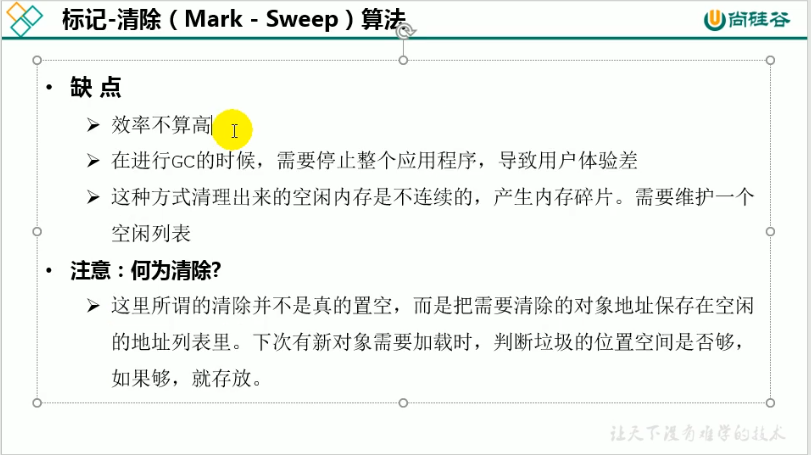 标记-清除（Mark - Sweep）算法
尚硅谷
• 缺 点
➢ 效率不算高
➢ 在进行GC的时候，需要停止整个应用程序，导致用户体验差
➢ 这种方式清理出来的空闲内存是不连续的，产生内存碎片。需要维护一个
空闲列表
• 注意：何为清除?
➢ 这里所谓的清除并不是真的置空，而是把需要清除的对象地址保存在空闲
的地址列表里。下次有新对象需要加载时，判断垃圾的位置空间是否够，
如果够，就存放。
让天下没有难学的技术